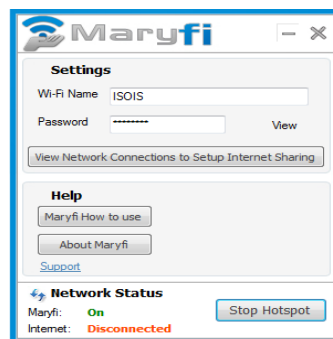 Maryfi
Settings
Wi-Fi Name ISOIS
Password ········ View
View Network Connections to Setup Internet Sharing
Help
Maryfi How to use
About Maryfi
Support
Network Status
Maryfi: On Stop Hotspot
Internet: Disconnected